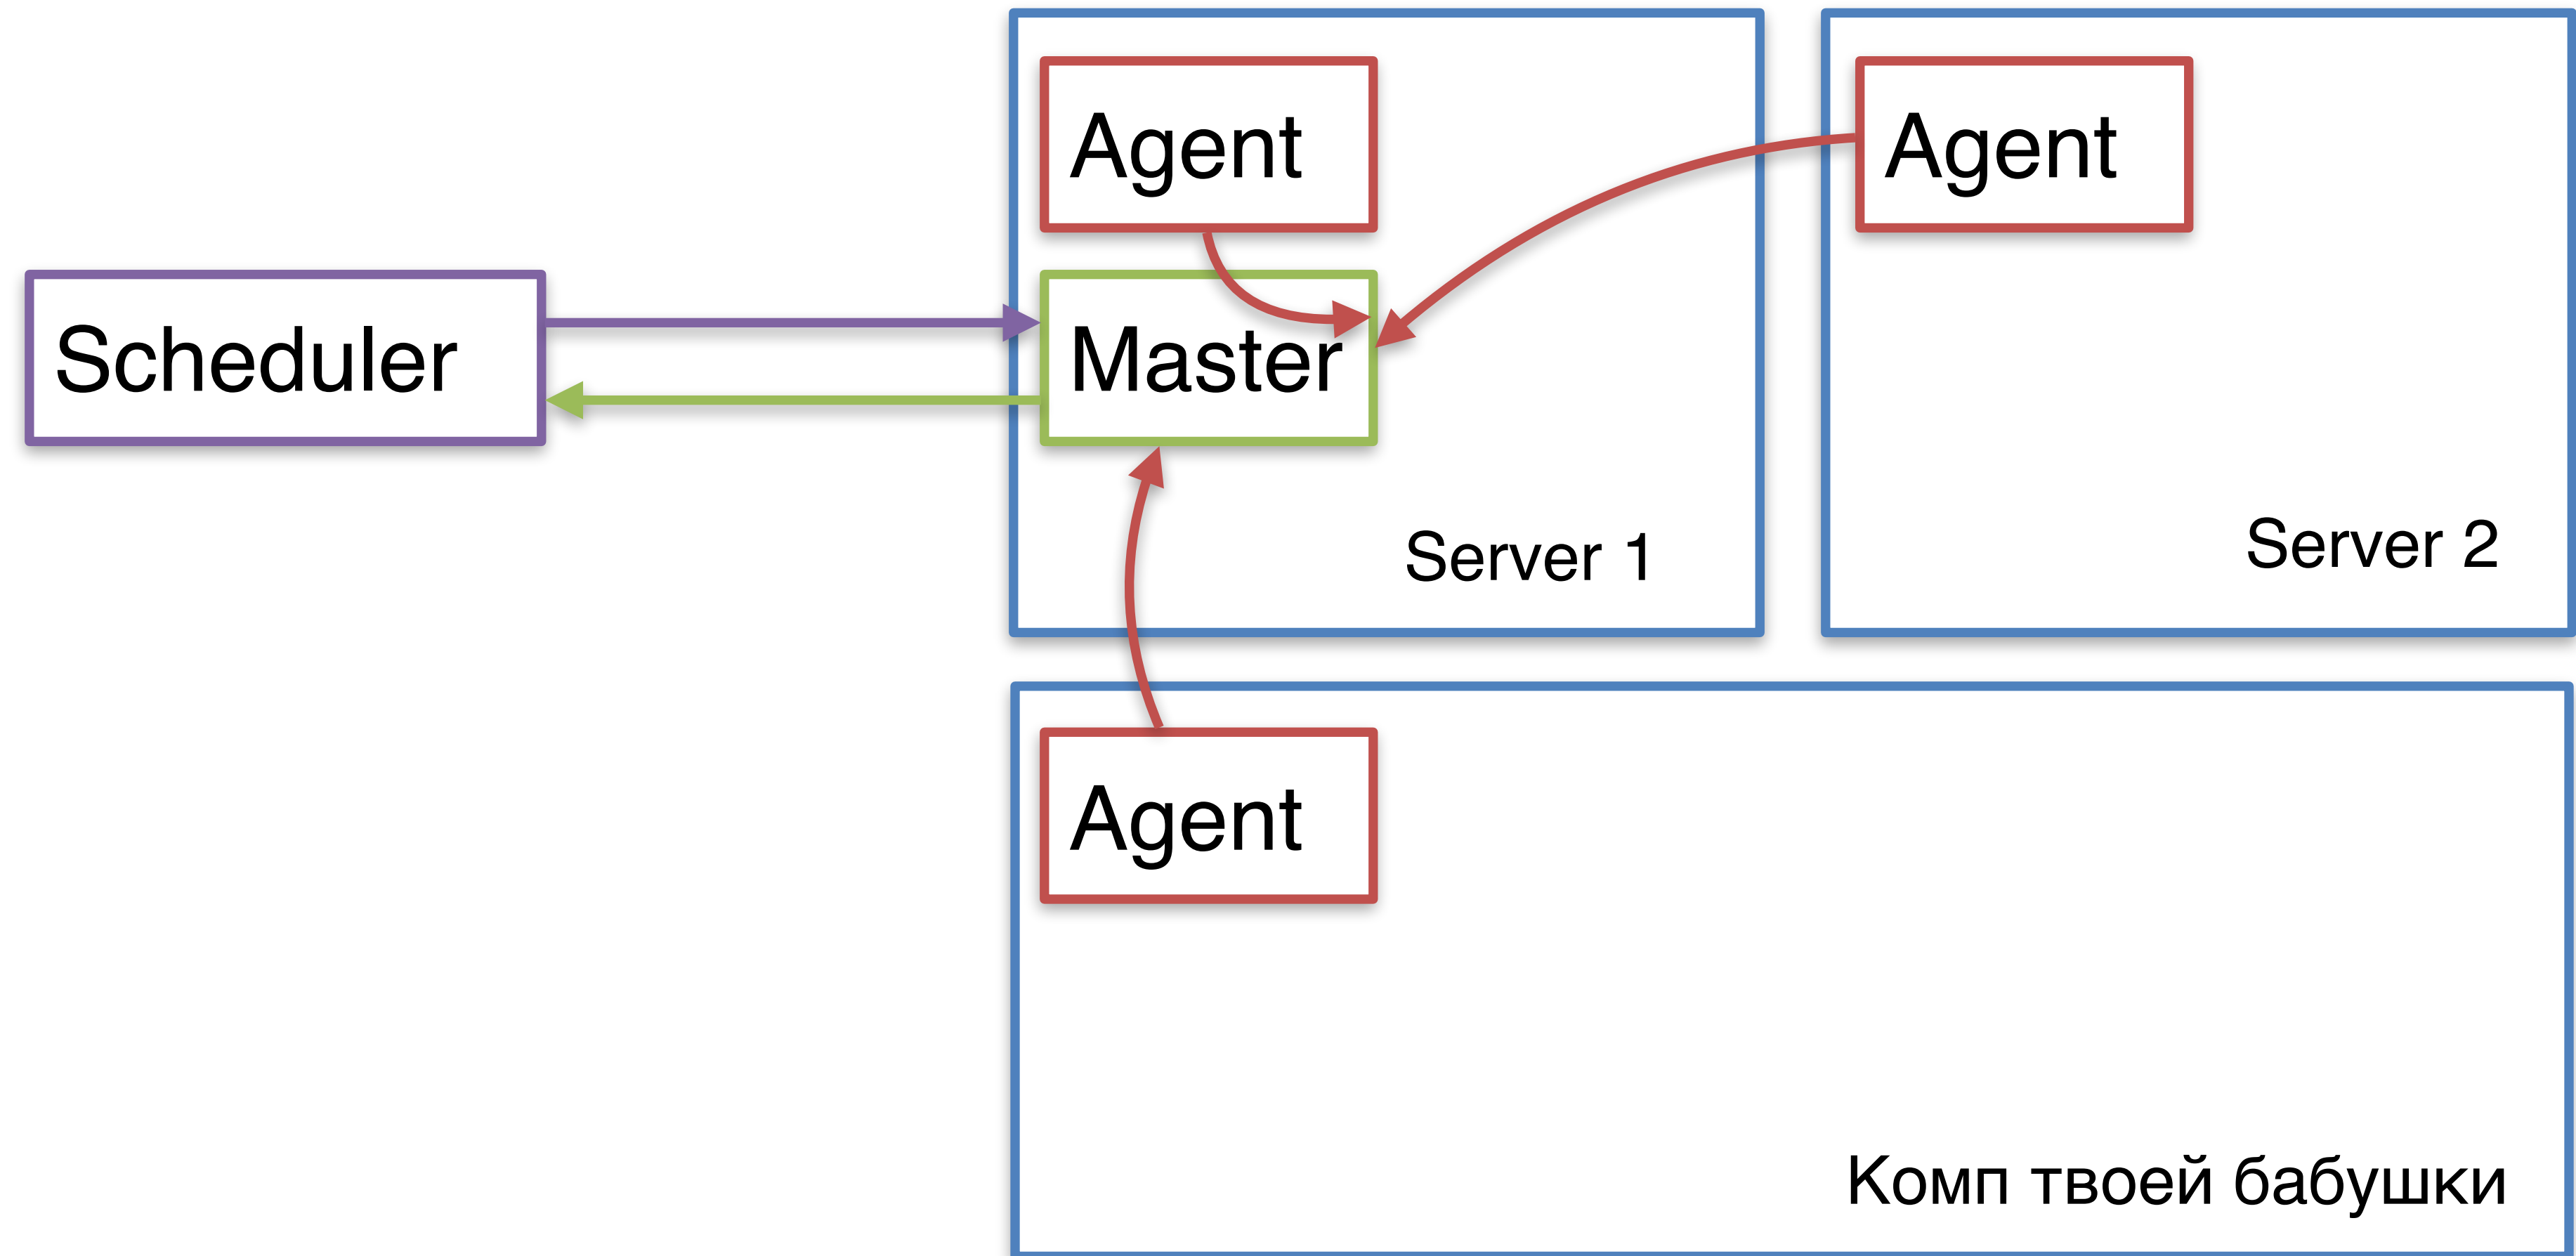 Agent
Agent
Scheduler
Master
Server 1
Server 2
Agent
Комп твоей бабушки